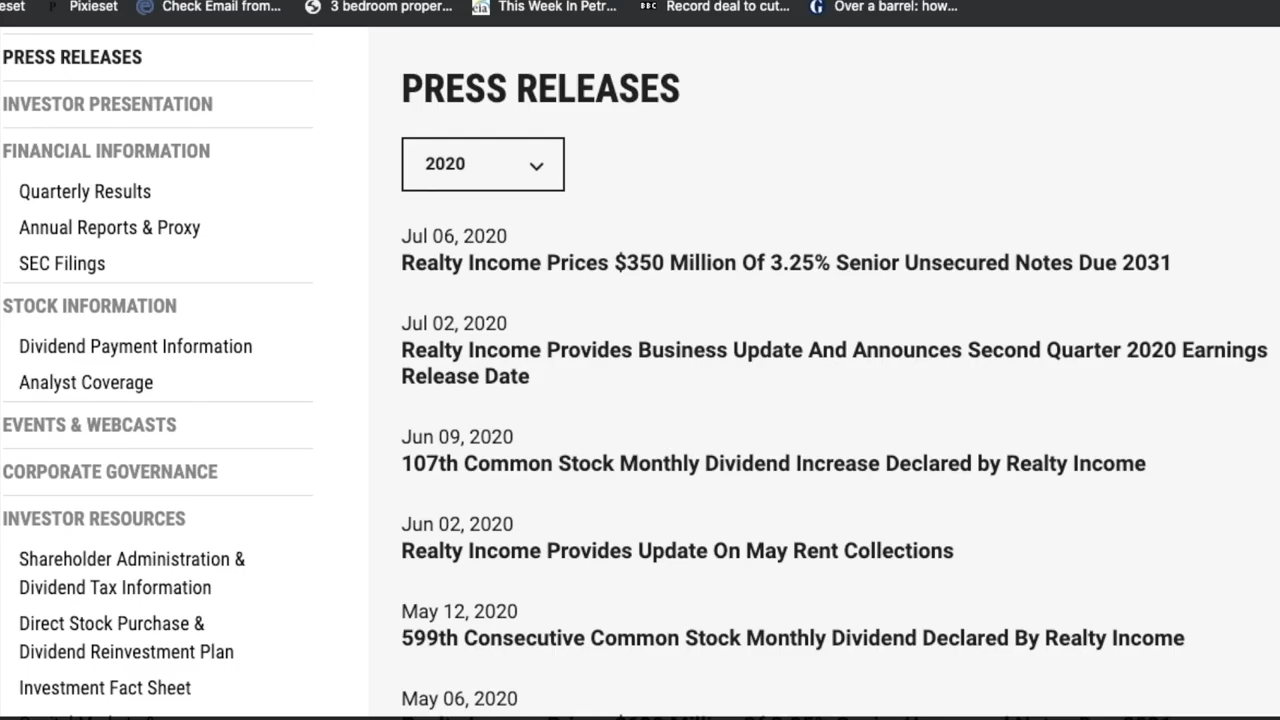 eset
Pixieset
Check Email from...
3 bedroom proper...
This Week In Petr...
BBC
Record deal to cut...
G
Over a barrel: how...
PRESS RELEASES
INVESTOR PRESENTATION
FINANCIAL INFORMATION
Quarterly Results
Annual Reports & Proxy
SEC Filings
STOCK INFORMATION
Dividend Payment Information
Analyst Coverage
EVENTS & WEBCASTS
CORPORATE GOVERNANCE
INVESTOR RESOURCES
Shareholder Administration &
Dividend Tax Information
Direct Stock Purchase &
Dividend Reinvestment Plan
Investment Fact Sheet
PRESS RELEASES
2020
Jul 06, 2020
Realty Income Prices $350 Million Of 3.25% Senior Unsecured Notes Due 2031
Jul 02, 2020
Realty Income Provides Business Update And Announces Second Quarter 2020 Earnings
Release Date
Jun 09, 2020
107th Common Stock Monthly Dividend Increase Declared by Realty Income
Jun 02, 2020
Realty Income Provides Update On May Rent Collections
May 12, 2020
599th Consecutive Common Stock Monthly Dividend Declared By Realty Income
May 06, 2020